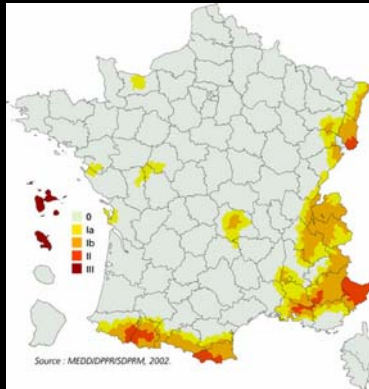 0
Ia
Ib
II
III
Source : MEDD/DPPR/SDPRM, 2002.